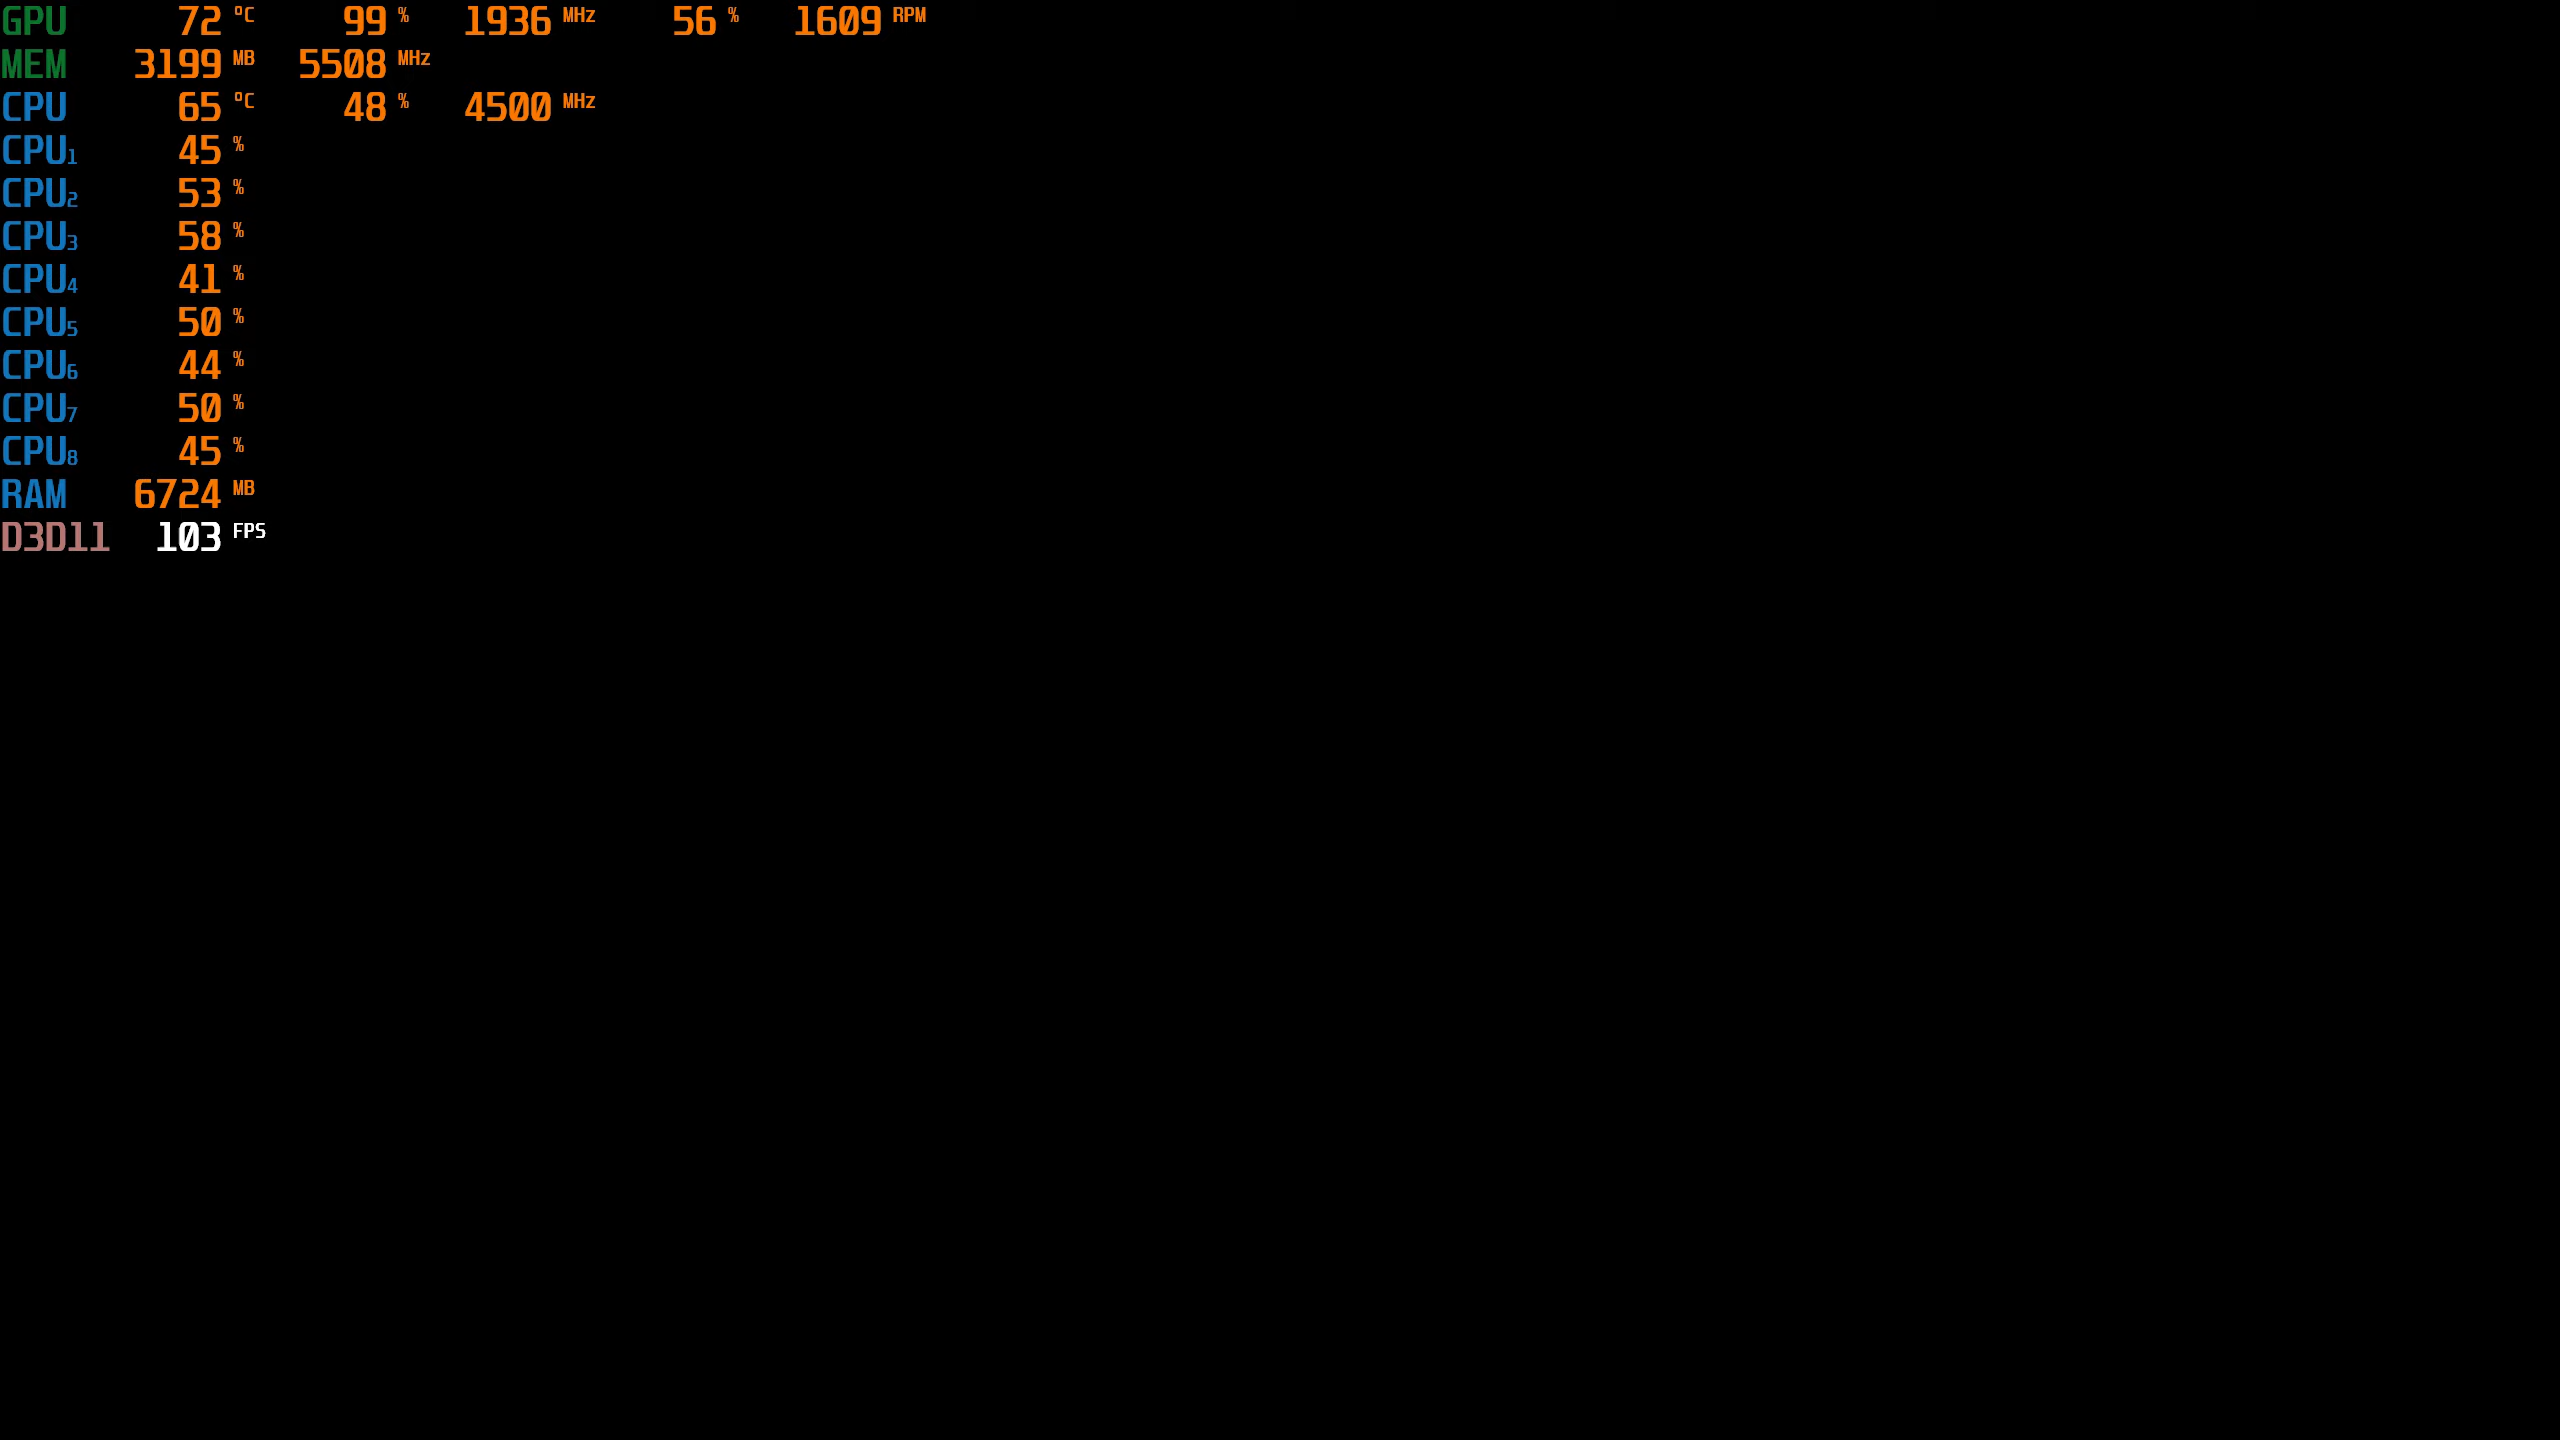 GPU 72 °C 99 % 1936 MHz 56 % 1609 RPM
MEM 3199 MB 5508 MHz
CPU 65 °C 48 % 4500 MHz
CPU1 45 %
CPU2 53 %
CPU3 58 %
CPU4 41 %
CPU5 50 %
CPU6 44 %
CPU7 50 %
CPU8 45 %
RAM 6724 MB
D3D11 103 FPS